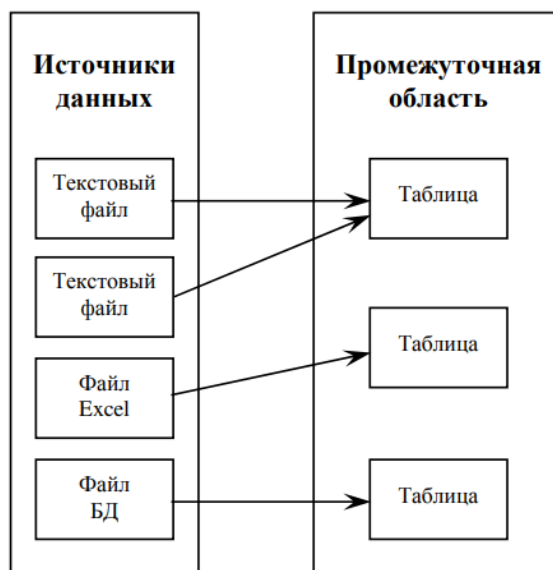 Источники
данных
Промежуточная
область
Текстовый
файл
Таблица
Текстовый
файл
Таблица
Файл
Excel
Файл
БД
Таблица